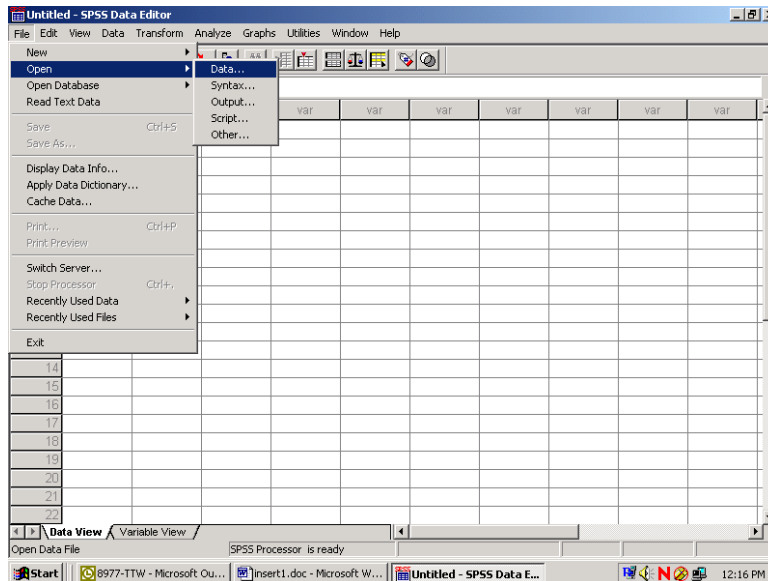 Untitled - SPSS Data Editor
File Edit View Data Transform Analyze Graphs Utilities Window Help
New
Open
Open Database
Read Text Data
Save Ctrl+S
Save As...
Display Data Info...
Apply Data Dictionary...
Cache Data...
Print... Ctrl+P
Print Preview
Switch Server...
Stop Processor Ctrl+.
Recently Used Data
Recently Used Files
Exit
Data...
Syntax...
Output...
Script...
Other...
var var var var var var var
14
15
16
17
18
19
20
21
22
Data View Variable View
Open Data File SPSS Processor is ready
Start 8977-TTW - Microsoft Ou... insert1.doc - Microsoft W... Untitled - SPSS Data E... 12:16 PM